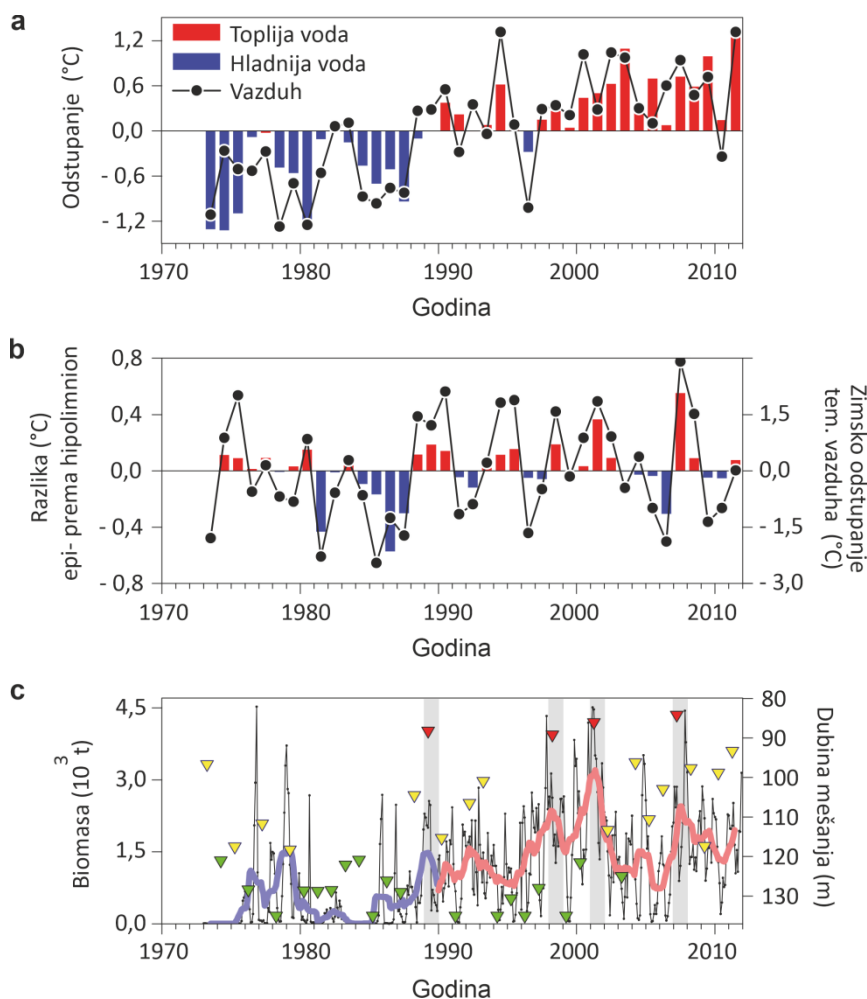 a
Toplija voda
Hladnija voda
Vazduh
Odstupanje (°C)
1,2
0,6
0,0
- 0,6
- 1,2
1970
1980
1990
2000
2010
Godina
b
Razlika (°C)
epi- prema hipolimnion
0,8
0,4
0,0
- 0,4
- 0,8
1,5
0,0
- 1,5
- 3,0
Zimsko odstupanje
tem. vazduha (°C)
1970
1980
1990
2000
2010
Godina
c
Biomasa (10³ t)
4,5
3,0
1,5
0,0
80
90
100
110
120
130
Dubina mešanja (m)
1970
1980
1990
2000
2010
Godina